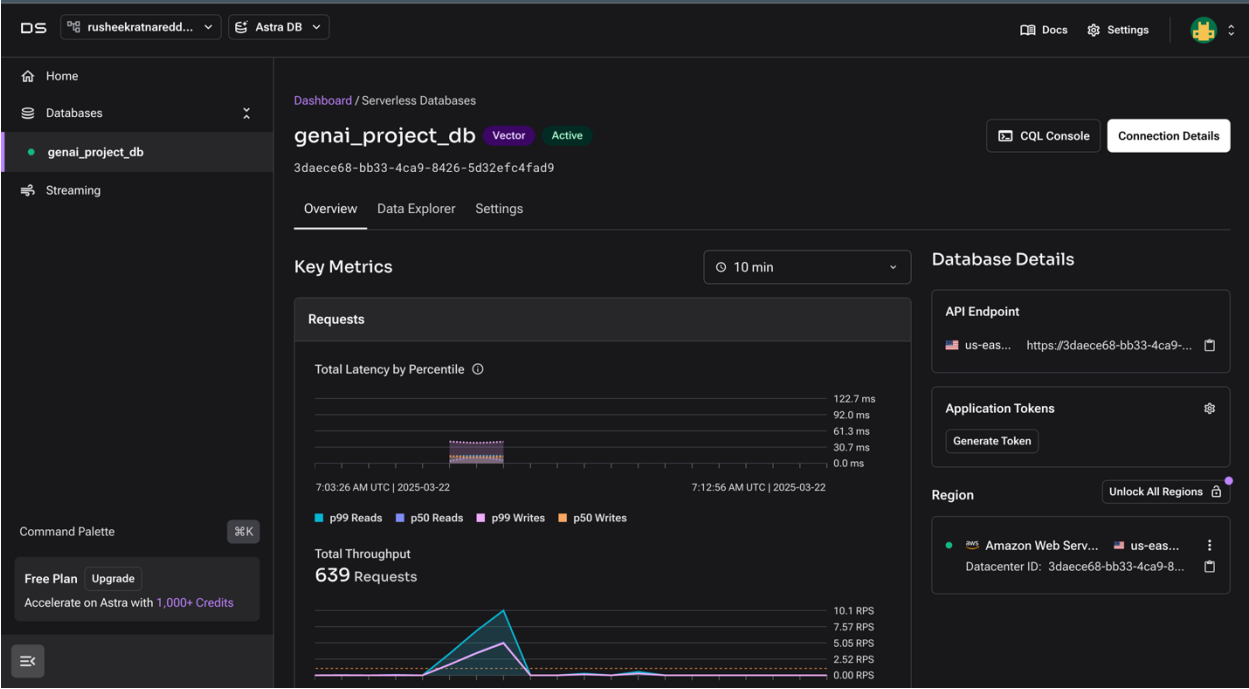 DS rusheekratnaredd... Astra DB Docs Settings
Home
Databases
genai_project_db
Streaming
Command Palette ⌘K
Free Plan Upgrade
Accelerate on Astra with 1,000+ Credits
Dashboard / Serverless Databases
genai_project_db Vector Active
CQL Console Connection Details
3daece68-bb33-4ca9-8426-5d32efc4fad9
Overview Data Explorer Settings
Key Metrics 10 min
Requests
Total Latency by Percentile
122.7 ms
92.0 ms
61.3 ms
30.7 ms
0.0 ms
7:03:26 AM UTC | 2025-03-22 7:12:56 AM UTC | 2025-03-22
p99 Reads p50 Reads p99 Writes p50 Writes
Total Throughput
639 Requests
10.1 RPS
7.57 RPS
5.05 RPS
2.52 RPS
0.00 RPS
Database Details
API Endpoint
us-eas... https://3daece68-bb33-4ca9-...
Application Tokens
Generate Token
Region Unlock All Regions
aws Amazon Web Serv... us-eas...
Datacenter ID: 3daece68-bb33-4ca9-8...